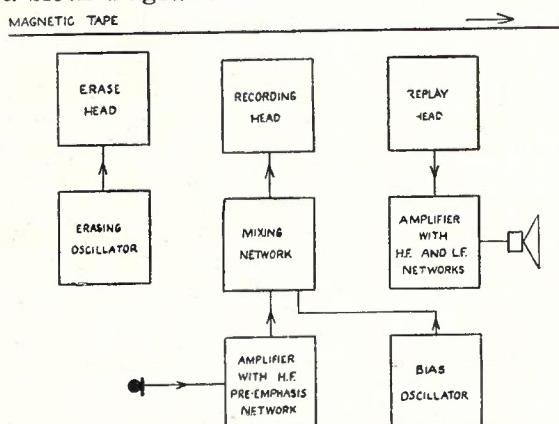 MAGNETIC TAPE
ERASE
HEAD
RECORDING
HEAD
REPLAY
HEAD
ERASING
OSCILLATOR
MIXING
NETWORK
AMPLIFIER
WITH
H.F. AND L.F.
NETWORKS
AMPLIFIER
WITH H.F.
PRE-EMPHASIS
NETWORK
BIAS
OSCILLATOR